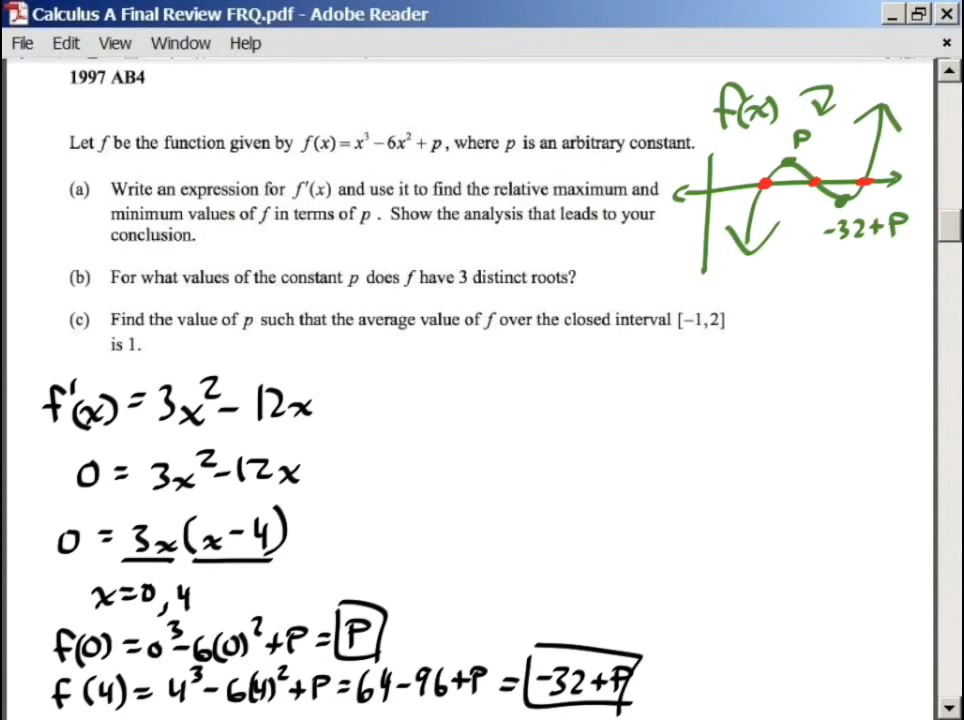 Calculus A Final Review FRQ.pdf - Adobe Reader
File Edit View Window Help
1997 AB4
Let f be the function given by f(x) = x³ − 6x² + p, where p is an arbitrary constant.
(a) Write an expression for f′(x) and use it to find the relative maximum and
minimum values of f in terms of p . Show the analysis that leads to your
conclusion.
(b) For what values of the constant p does f have 3 distinct roots?
(c) Find the value of p such that the average value of f over the closed interval [−1,2]
is 1.
f(x)
P
-32+P
f'(x) = 3x² - 12x
0 = 3x² - 12x
0 = 3x(x - 4)
x=0, 4
f(0) = 0³ - 6(0)² + P = P
f(4) = 4³ - 6(4)² + P = 64 - 96 + P = -32 + P